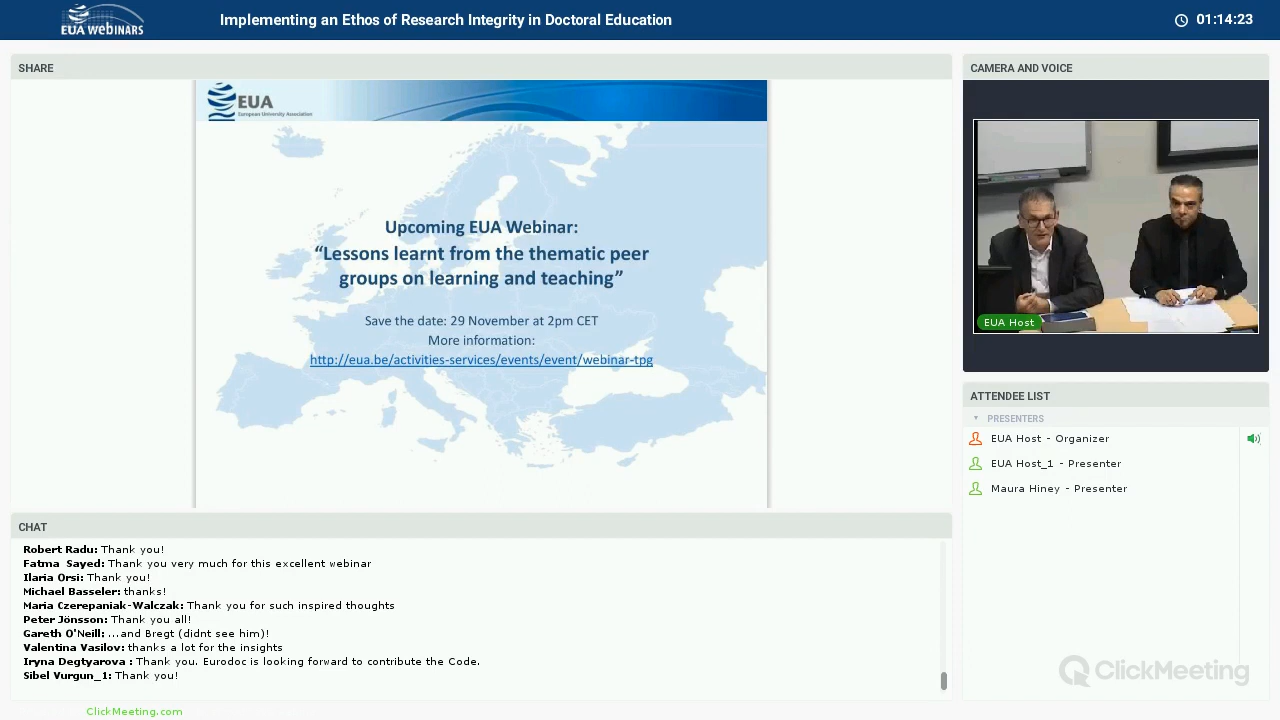 EUA WEBINARS
Implementing an Ethos of Research Integrity in Doctoral Education
01:14:23
SHARE
EUA
European University Association
Upcoming EUA Webinar:
“Lessons learnt from the thematic peer
groups on learning and teaching”
Save the date: 29 November at 2pm CET
More information:
http://eua.be/activities-services/events/event/webinar-tpg
CAMERA AND VOICE
EUA Host
ATTENDEE LIST
PRESENTERS
EUA Host - Organizer
EUA Host_1 - Presenter
Maura Hiney - Presenter
CHAT
Robert Radu: Thank you!
Fatma Sayed: Thank you very much for this excellent webinar
Ilaria Orsi: Thank you!
Michael Basseler: thanks!
Maria Czerepaniak-Walczak: Thank you for such inspired thoughts
Peter Jönsson: Thank you all!
Gareth O'Neill: ...and Bregt (didnt see him)!
Valentina Vasilov: thanks a lot for the insights
Iryna Degtyarova : Thank you. Eurodoc is looking forward to contribute the Code.
Sibel Vurgun_1: Thank you!
ClickMeeting
ClickMeeting.com